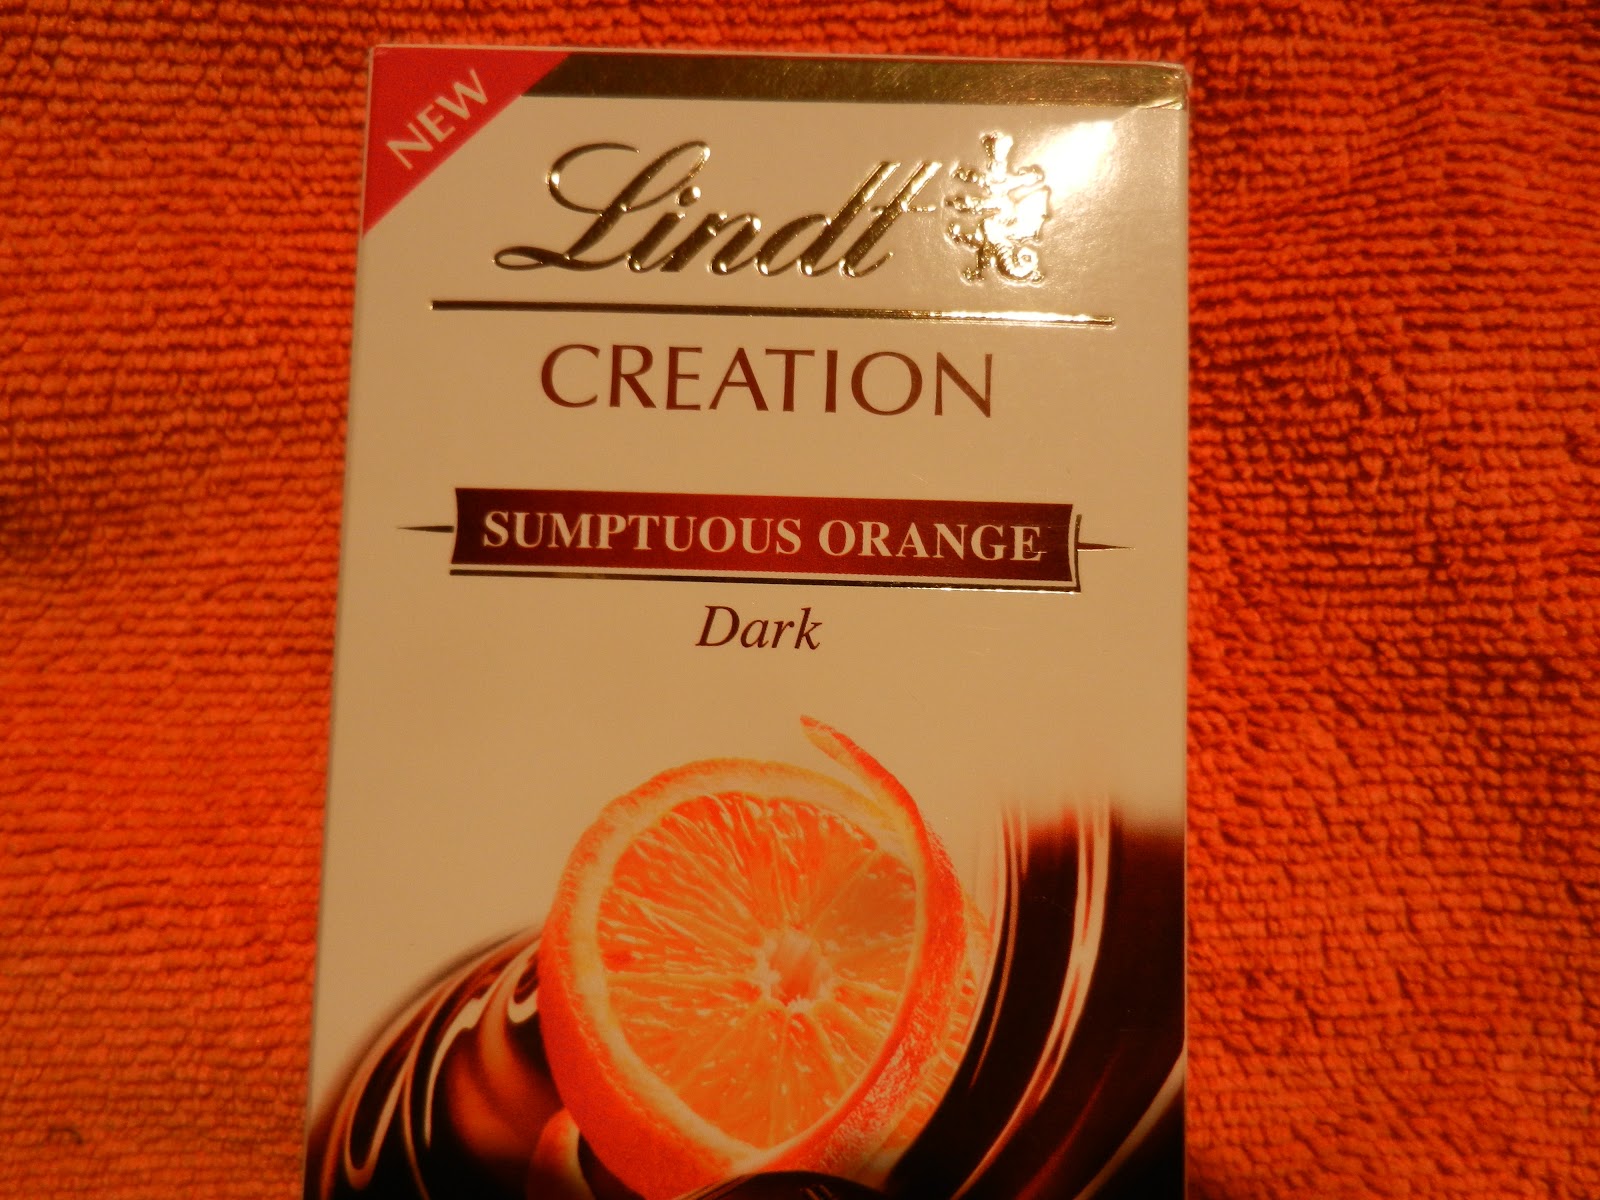 NEW
Lindt
CREATION
SUMPTUOUS ORANGE
Dark